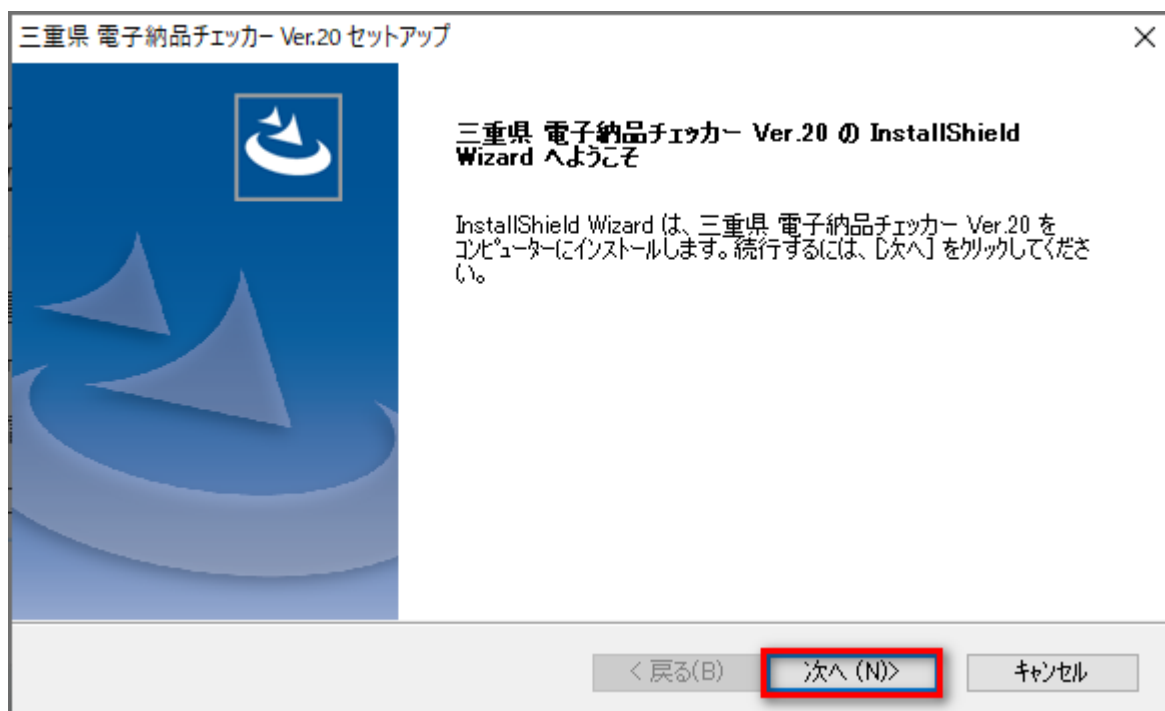 三重県 電子納品チェッカー Ver.20 セットアップ
三重県 電子納品チェッカー Ver.20 の InstallShield
Wizard へようこそ
InstallShield Wizard は、三重県 電子納品チェッカー Ver.20 を
コンピューターにインストールします。続行するには、[次へ] をクリックしてくださ
い。
< 戻る(B)
次へ (N)>
キャンセル